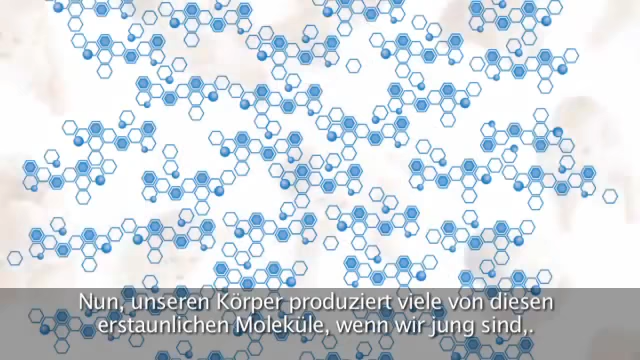 Nun, unseren Körper produziert viele von diesen
erstaunlichen Moleküle, wenn wir jung sind,.